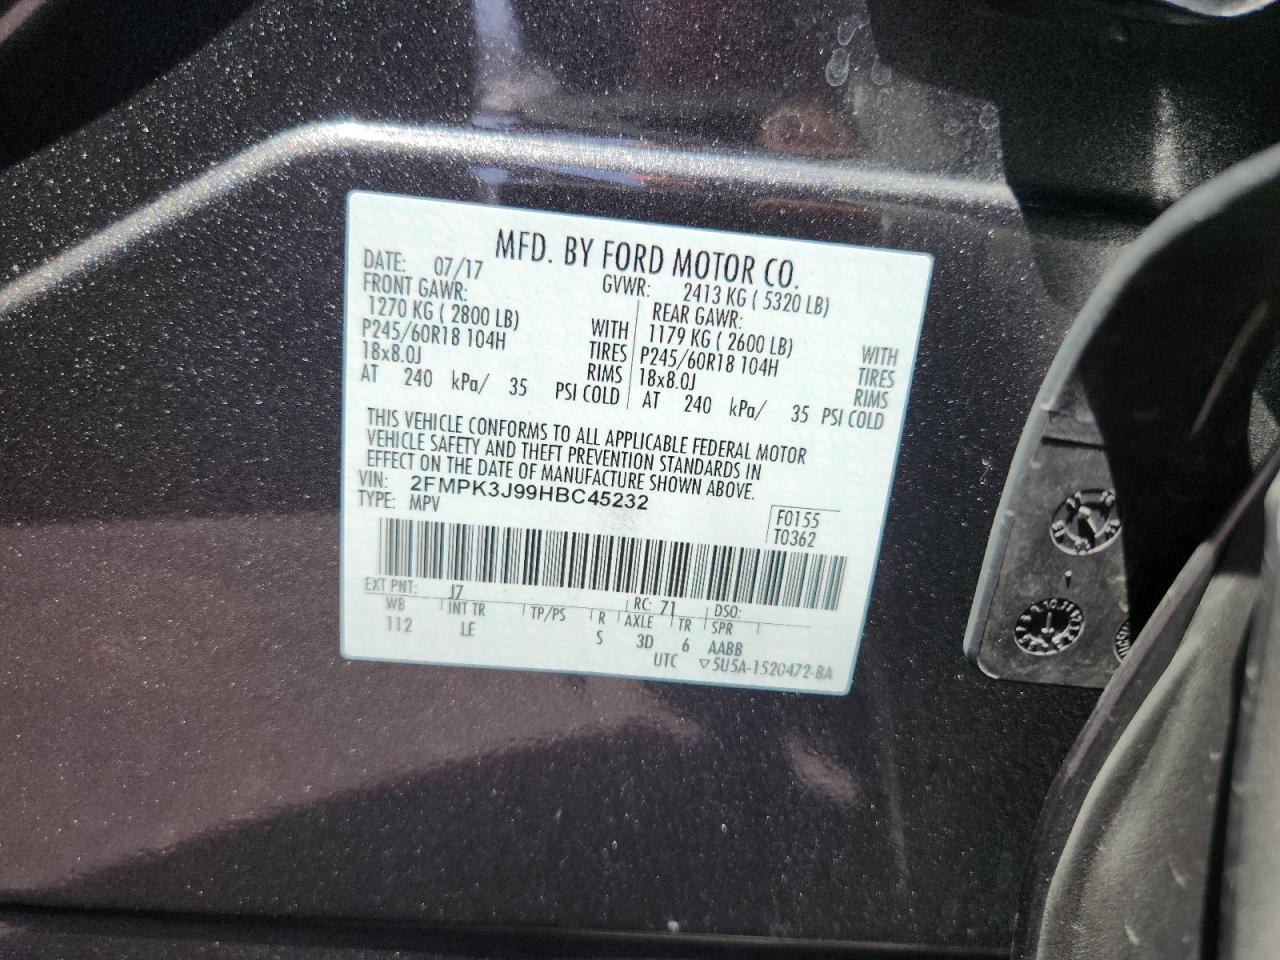 MFD. BY FORD MOTOR CO.
DATE: 07/17 GVWR: 2413 KG ( 5320 LB)
FRONT GAWR: REAR GAWR:
1270 KG ( 2800 LB) WITH 1179 KG ( 2600 LB) WITH
P245/60R18 104H TIRES P245/60R18 104H TIRES
18x8.0J RIMS 18x8.0J RIMS
AT 240 kPa/ 35 PSI COLD AT 240 kPa/ 35 PSI COLD
THIS VEHICLE CONFORMS TO ALL APPLICABLE FEDERAL MOTOR
VEHICLE SAFETY AND THEFT PREVENTION STANDARDS IN
EFFECT ON THE DATE OF MANUFACTURE SHOWN ABOVE.
VIN: 2FMPK3J99HBC45232
TYPE: MPV
F0155
T0362
EXT PNT: J7 RC: 71 DSO:
WB INT TR TP/PS R AXLE TR SPR
112 LE S 3D 6 AABB
UTC ▽5U5A-1520472-BA